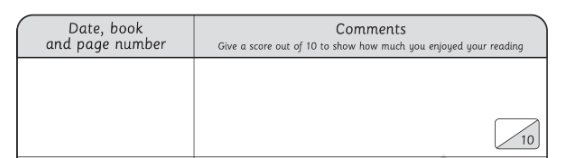 Date, book
and page number
Comments
Give a score out of 10 to show how much you enjoyed your reading
10